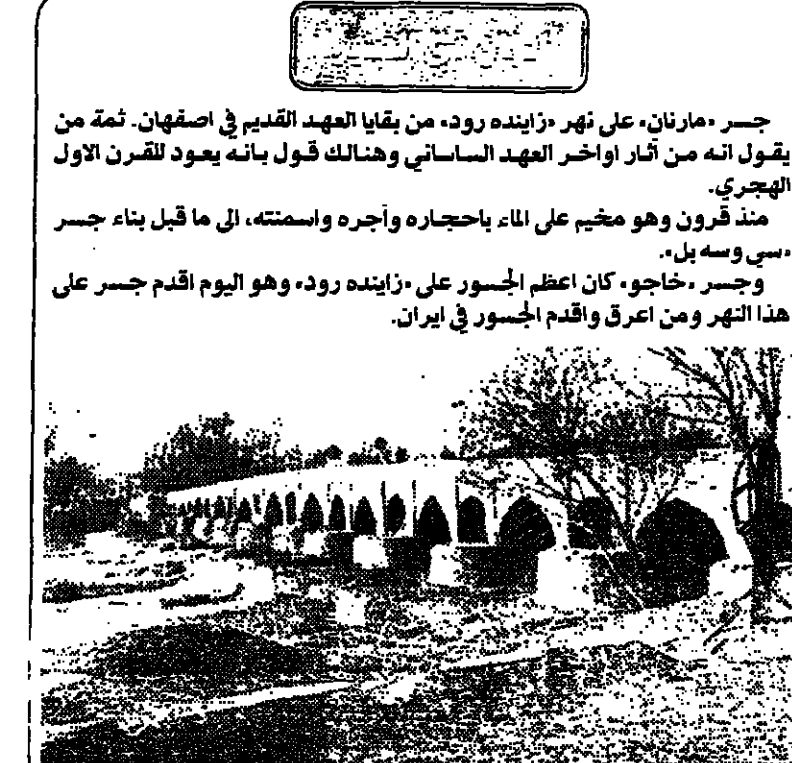 جسر «مارنان» على نهر «زاينده رود» من بقايا العهد القديم في اصفهان. ثمة من
يقول انه من آثار اواخر العهد الساساني وهنالك قول بانه يعود للقرن الاول
الهجري.
منذ قرون وهو مخيم على الماء باحجاره وآجره واسمنته، الى ما قبل بناء جسر
«سي وسه بل».
وجسر «خاجو» كان اعظم الجسور على «زاينده رود» وهو اليوم اقدم جسر على
هذا النهر ومن اعرق واقدم الجسور في ايران.